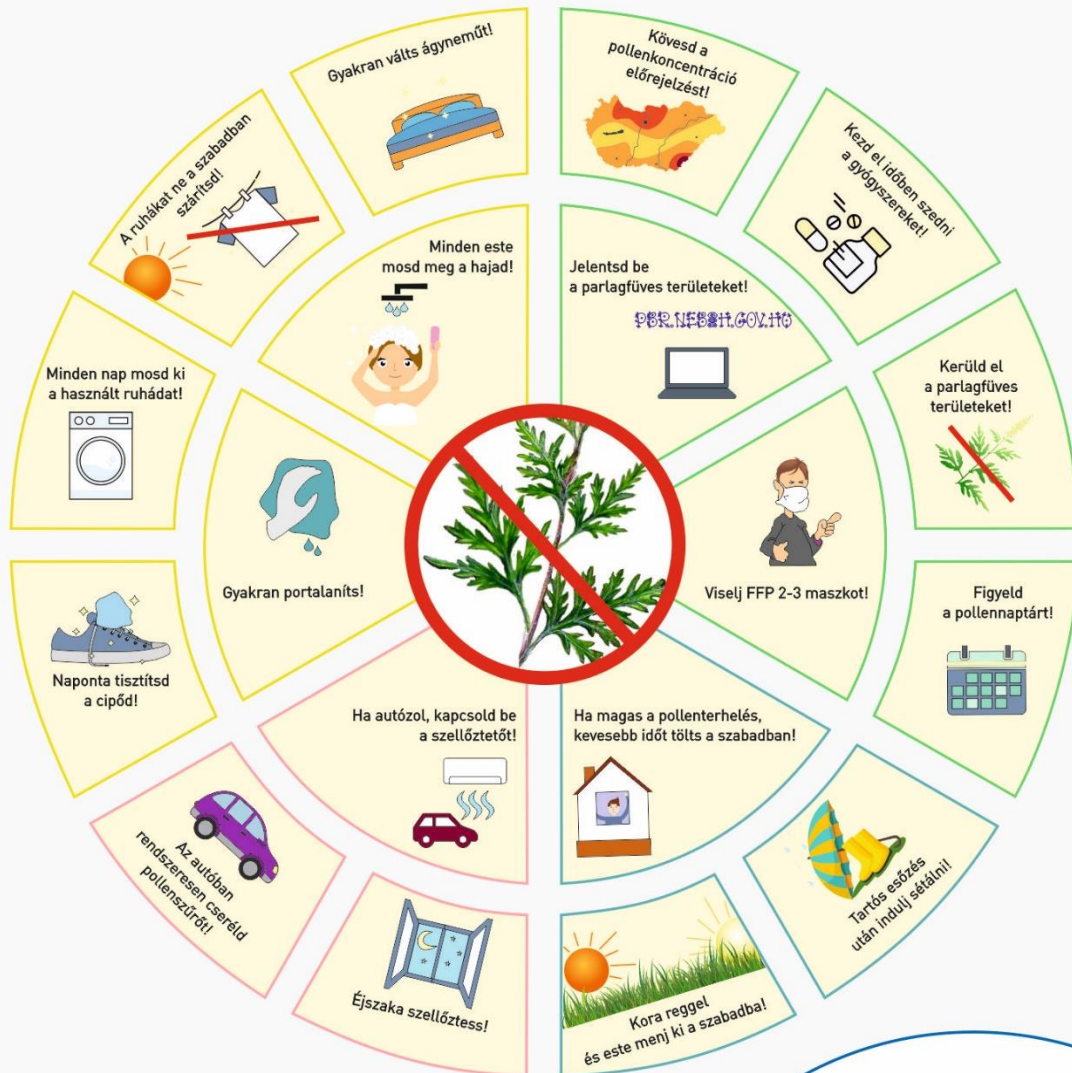 Gyakran válts ágyneműt!
Kövesd a
pollenkoncentráció
előrejelzést!
Kezd el időben szedni
a gyógyszereket!
Kerüld el
a parlagfüves
területeket!
Figyeld
a pollennaptárt!
Tartós esőzés
után indulj sétálni!
Kora reggel
és este menj ki a szabadba!
Éjszaka szellőztess!
Az autóban
rendszeresen cseréld
pollenszűrőt!
Naponta tisztítsd
a cipőd!
Minden nap mosd ki
a használt ruhádat!
A ruhákat ne a szabadban
szárítsd!
Minden este
mosd meg a hajad!
Jelentsd be
a parlagfüves területeket!
PBR.NEBIH.GOV.HU
Viselj FFP 2-3 maszkot!
Ha magas a pollenterhelés,
kevesebb időt tölts a szabadban!
Ha autózol, kapcsold be
a szellőztetőt!
Gyakran portalaníts!